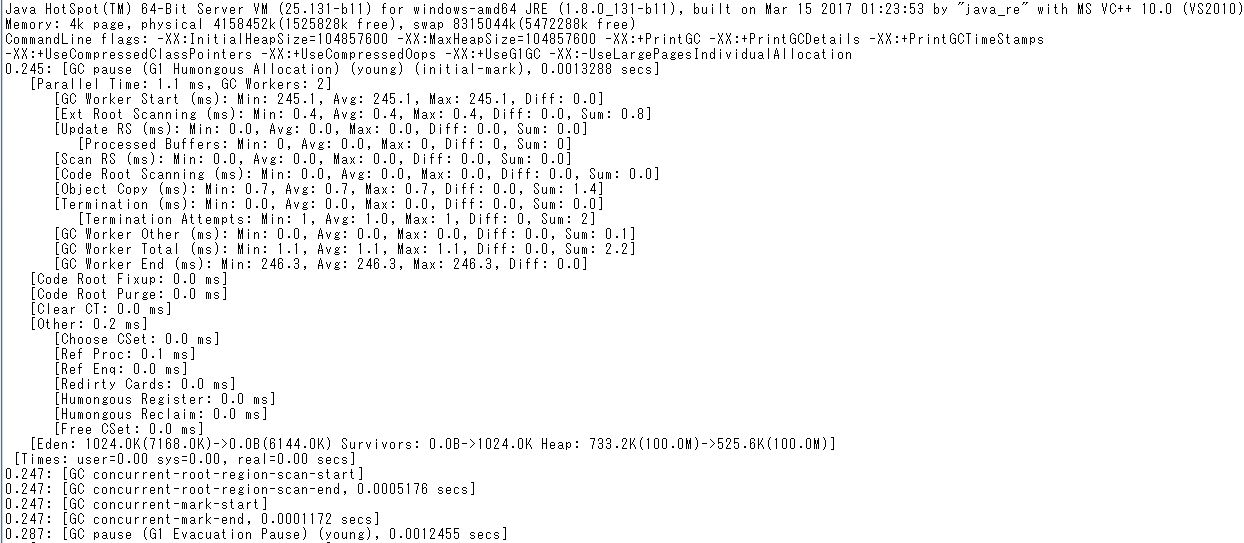 Java HotSpot(TM) 64-Bit Server VM (25.131-b11) for windows-amd64 JRE (1.8.0_131-b11), built on Mar 15 2017 01:23:53 by "java_re" with MS VC++ 10.0 (VS2010)
Memory: 4k page, physical 4158452k(1525828k free), swap 8315044k(5472288k free)
CommandLine flags: -XX:InitialHeapSize=104857600 -XX:MaxHeapSize=104857600 -XX:+PrintGC -XX:+PrintGCDetails -XX:+PrintGCTimeStamps
-XX:+UseCompressedClassPointers -XX:+UseCompressedOops -XX:+UseG1GC -XX:-UseLargePagesIndividualAllocation
0.245: [GC pause (G1 Humongous Allocation) (young) (initial-mark), 0.0013288 secs]
   [Parallel Time: 1.1 ms, GC Workers: 2]
      [GC Worker Start (ms): Min: 245.1, Avg: 245.1, Max: 245.1, Diff: 0.0]
      [Ext Root Scanning (ms): Min: 0.4, Avg: 0.4, Max: 0.4, Diff: 0.0, Sum: 0.8]
      [Update RS (ms): Min: 0.0, Avg: 0.0, Max: 0.0, Diff: 0.0, Sum: 0.0]
         [Processed Buffers: Min: 0, Avg: 0.0, Max: 0, Diff: 0, Sum: 0]
      [Scan RS (ms): Min: 0.0, Avg: 0.0, Max: 0.0, Diff: 0.0, Sum: 0.0]
      [Code Root Scanning (ms): Min: 0.0, Avg: 0.0, Max: 0.0, Diff: 0.0, Sum: 0.0]
      [Object Copy (ms): Min: 0.7, Avg: 0.7, Max: 0.7, Diff: 0.0, Sum: 1.4]
      [Termination (ms): Min: 0.0, Avg: 0.0, Max: 0.0, Diff: 0.0, Sum: 0.0]
         [Termination Attempts: Min: 1, Avg: 1.0, Max: 1, Diff: 0, Sum: 2]
      [GC Worker Other (ms): Min: 0.0, Avg: 0.0, Max: 0.0, Diff: 0.0, Sum: 0.1]
      [GC Worker Total (ms): Min: 1.1, Avg: 1.1, Max: 1.1, Diff: 0.0, Sum: 2.2]
      [GC Worker End (ms): Min: 246.3, Avg: 246.3, Max: 246.3, Diff: 0.0]
   [Code Root Fixup: 0.0 ms]
   [Code Root Purge: 0.0 ms]
   [Clear CT: 0.0 ms]
   [Other: 0.2 ms]
      [Choose CSet: 0.0 ms]
      [Ref Proc: 0.1 ms]
      [Ref Enq: 0.0 ms]
      [Redirty Cards: 0.0 ms]
      [Humongous Register: 0.0 ms]
      [Humongous Reclaim: 0.0 ms]
      [Free CSet: 0.0 ms]
   [Eden: 1024.0K(7168.0K)->0.0B(6144.0K) Survivors: 0.0B->1024.0K Heap: 733.2K(100.0M)->525.6K(100.0M)]
 [Times: user=0.00 sys=0.00, real=0.00 secs]
0.247: [GC concurrent-root-region-scan-start]
0.247: [GC concurrent-root-region-scan-end, 0.0005176 secs]
0.247: [GC concurrent-mark-start]
0.247: [GC concurrent-mark-end, 0.0001172 secs]
0.287: [GC pause (G1 Evacuation Pause) (young), 0.0012455 secs]